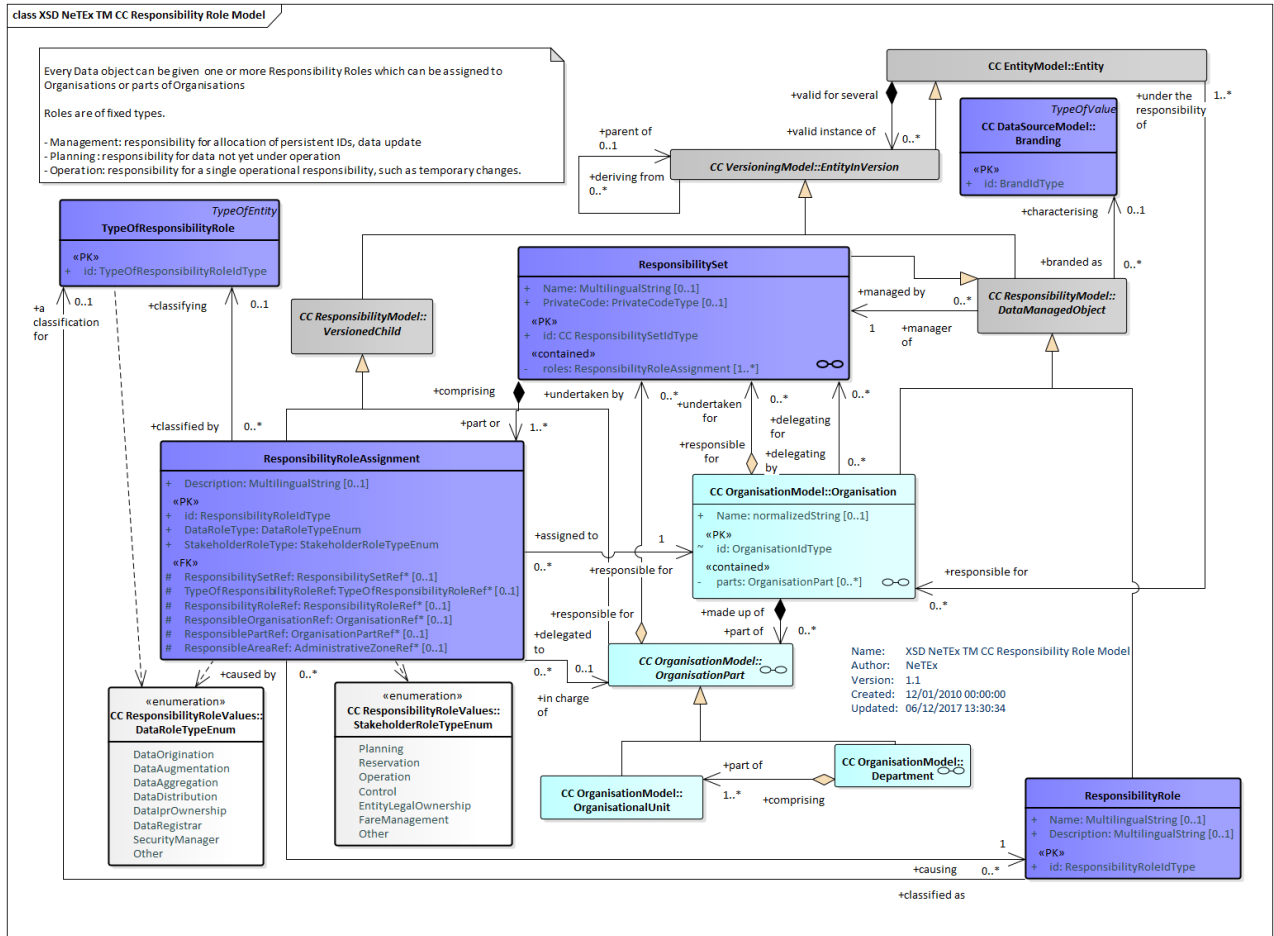 class XSD NeTEx TM CC Responsibility Role Model
Every Data object can be given  one or more Responsibility Roles which can be assigned to
Organisations or parts of Organisations
Roles are of fixed types.
- Management: responsibility for allocation of persistent IDs, data update
- Planning : responsibility for data not yet under operation
- Operation: responsibility for a single operational responsibility, such as temporary changes.
CC EntityModel::Entity
+valid for several
+valid instance of
0..*
+under the
responsibility
of
1..*
+parent of
0..1
+deriving from
0..*
CC VersioningModel::EntityInVersion
TypeOfValue
CC DataSourceModel::
Branding
«PK»
+ id: BrandIdType
+characterising
0..1
+branded as
0..*
TypeOfEntity
TypeOfResponsibilityRole
«PK»
+ id: TypeOfResponsibilityRoleIdType
0..1
+a
classification
for
+classifying
0..1
CC ResponsibilityModel::
VersionedChild
ResponsibilitySet
+ Name: MultilingualString [0..1]
+ PrivateCode: PrivateCodeType [0..1]
«PK»
+ id: CC ResponsibilitySetIdType
«contained»
- roles: ResponsibilityRoleAssignment [1..*]
+managed by
0..*
1
+manager
of
CC ResponsibilityModel::
DataManagedObject
+comprising
+part or
1..*
+undertaken by
0..*
+undertaken
for
0..*
+responsible
for
+delegating
for
0..*
+delegating
by
0..*
+classified by
0..*
ResponsibilityRoleAssignment
+ Description: MultilingualString [0..1]
«PK»
+ id: ResponsibilityRoleIdType
+ DataRoleType: DataRoleTypeEnum
+ StakeholderRoleType: StakeholderRoleTypeEnum
«FK»
# ResponsibilitySetRef: ResponsibilitySetRef* [0..1]
# TypeOfResponsibilityRoleRef: TypeOfResponsibilityRoleRef* [0..1]
# ResponsibilityRoleRef: ResponsibilityRoleRef* [0..1]
# ResponsibleOrganisationRef: OrganisationRef* [0..1]
# ResponsiblePartRef: OrganisationPartRef* [0..1]
# ResponsibleAreaRef: AdministrativeZoneRef* [0..1]
CC OrganisationModel::Organisation
+ Name: normalizedString [0..1]
«PK»
~ id: OrganisationIdType
«contained»
- parts: OrganisationPart [0..*]
+assigned to
1
0..*
+responsible for
+responsible for
0..*
+responsible for
+made up of
+part of
0..*
+delegated
to
0..*
0..1
+in charge
of
CC OrganisationModel::
OrganisationPart
Name: XSD NeTEx TM CC Responsibility Role Model
Author: NeTEx
Version: 1.1
Created: 12/01/2010 00:00:00
Updated: 06/12/2017 13:30:34
+caused by
0..*
«enumeration»
CC ResponsibilityRoleValues::
DataRoleTypeEnum
DataOrigination
DataAugmentation
DataAggregation
DataDistribution
DataIprOwnership
DataRegistrar
SecurityManager
Other
«enumeration»
CC ResponsibilityRoleValues::
StakeholderRoleTypeEnum
Planning
Reservation
Operation
Control
EntityLegalOwnership
FareManagement
Other
CC OrganisationModel::
OrganisationalUnit
+part of
1..*
+comprising
CC OrganisationModel::
Department
ResponsibilityRole
+ Name: MultilingualString [0..1]
+ Description: MultilingualString [0..1]
«PK»
+ id: ResponsibilityRoleIdType
1
+causing
0..*
+classified as